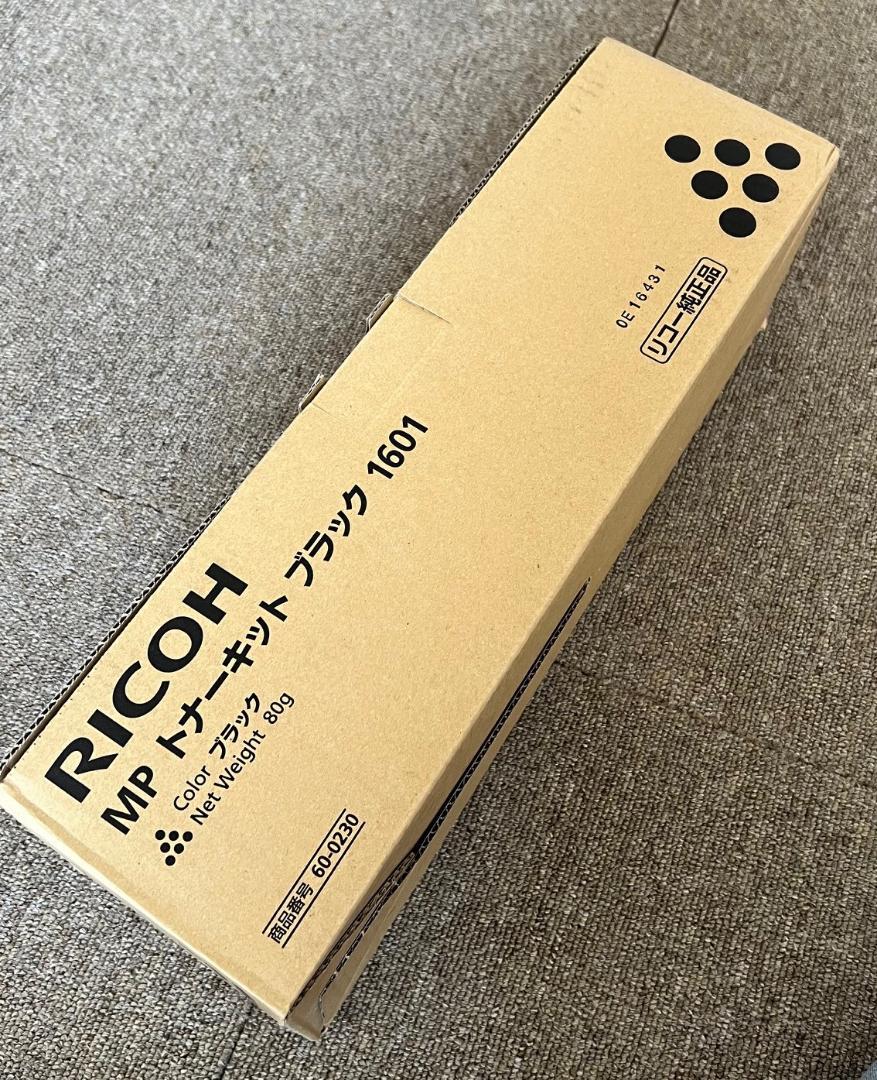 RICOH
MP トナーキット ブラック 1601
Color ブラック
Net Weight 80g
商品番号 60-0230
0E16431
リコー純正品